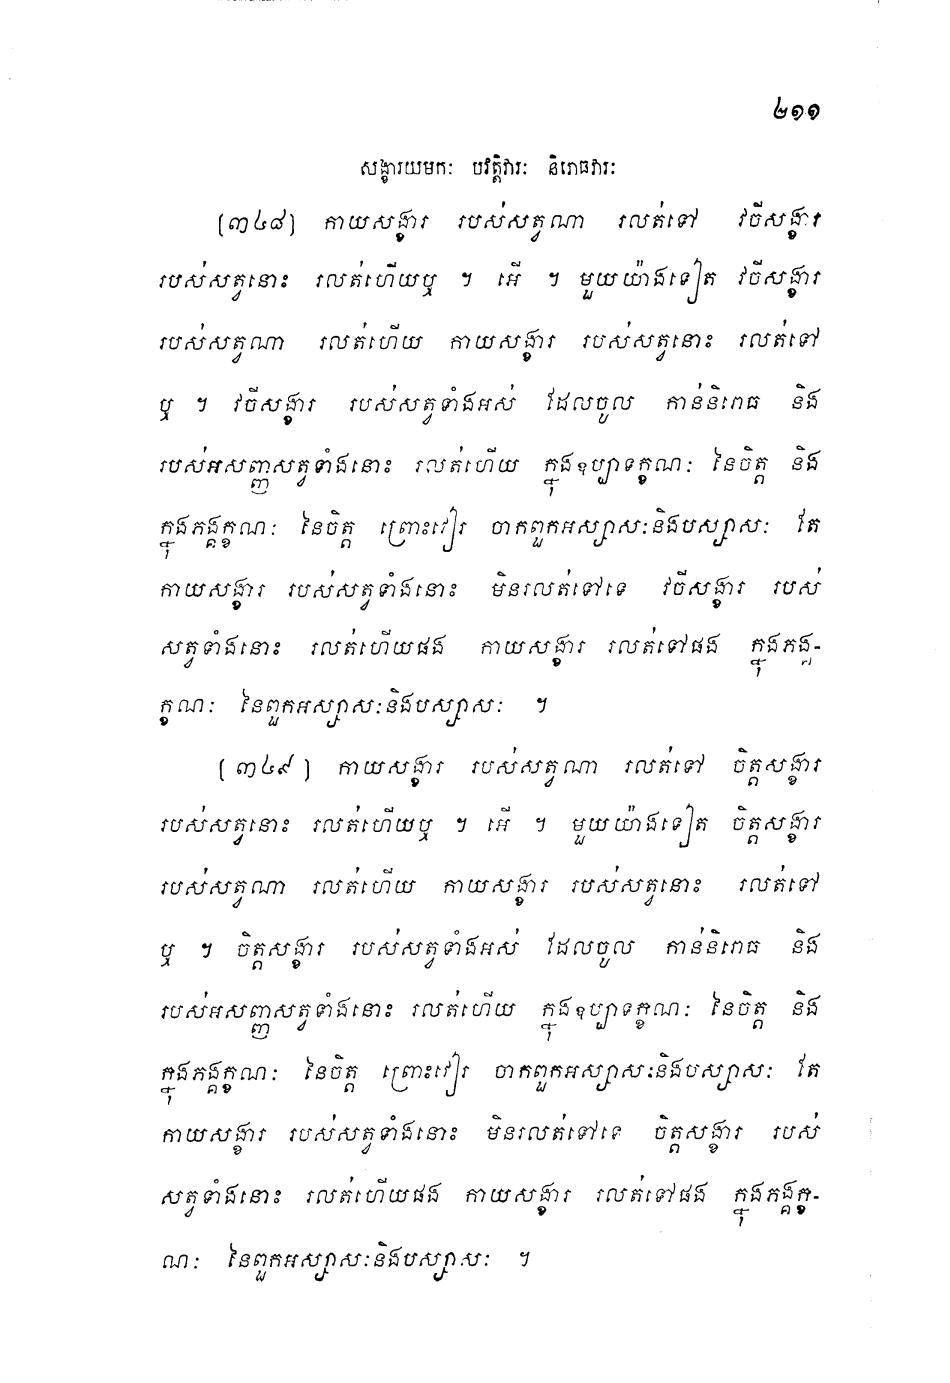 ២១១
សង្ខារយមកៈ បវត្តិវារៈ និរោធវារៈ
[៣៤៨] កាយសង្ខារ របស់សត្វណា រលត់ទៅ វចីសង្ខារ
របស់សត្វនោះ រលត់ហើយឬ ។ អើ ។ មួយយ៉ាងទៀត វចីសង្ខារ
របស់សត្វណា រលត់ហើយ កាយសង្ខារ របស់សត្វនោះ រលត់ទៅ
ឬ ។ វចីសង្ខារ របស់សត្វទាំងអស់ ដែលចូល កាន់និរោធ និង
របស់អសញ្ញសត្វទាំងនោះ រលត់ហើយ ក្នុងឧប្បាទក្ខណៈ នៃចិត្ត និង
ក្នុងភង្គក្ខណៈ នៃចិត្ត ព្រោះវៀរ ចាកពួកអស្សាសៈនិងបស្សាសៈ តែ
កាយសង្ខារ របស់សត្វទាំងនោះ មិនរលត់ទៅទេ វចីសង្ខារ របស់
សត្វទាំងនោះ រលត់ហើយផង កាយសង្ខារ រលត់ទៅផង ក្នុងភង្គ-
ក្ខណៈ នៃពួកអស្សាសៈនិងបស្សាសៈ ។
[៣៤៩] កាយសង្ខារ របស់សត្វណា រលត់ទៅ ចិត្តសង្ខារ
របស់សត្វនោះ រលត់ហើយឬ ។ អើ ។ មួយយ៉ាងទៀត ចិត្តសង្ខារ
របស់សត្វណា រលត់ហើយ កាយសង្ខារ របស់សត្វនោះ រលត់ទៅ
ឬ ។ ចិត្តសង្ខារ របស់សត្វទាំងអស់ ដែលចូល កាន់និរោធ និង
របស់អសញ្ញសត្វទាំងនោះ រលត់ហើយ ក្នុងឧប្បាទក្ខណៈ នៃចិត្ត និង
ក្នុងភង្គក្ខណៈ នៃចិត្ត ព្រោះវៀរ ចាកពួកអស្សាសៈនិងបស្សាសៈ តែ
កាយសង្ខារ របស់សត្វទាំងនោះ មិនរលត់ទៅទេ ចិត្តសង្ខារ របស់
សត្វទាំងនោះ រលត់ហើយផង កាយសង្ខារ រលត់ទៅផង ក្នុងភង្គក្ខ-
ណៈ នៃពួកអស្សាសៈនិងបស្សាសៈ ។